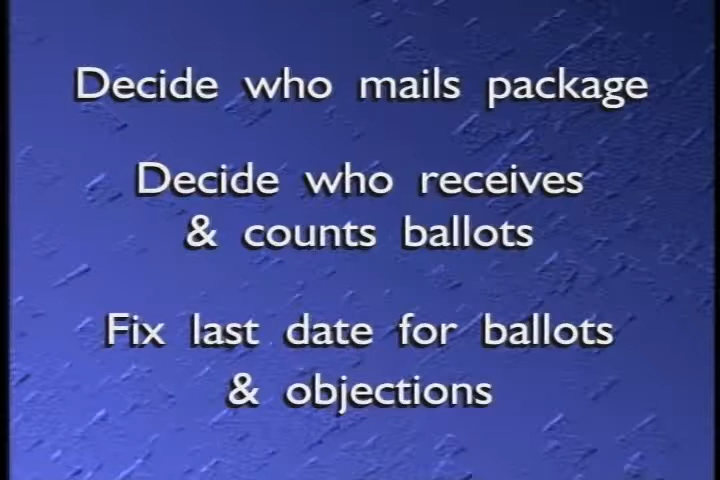 Decide who mails package
Decide who receives
& counts ballots
Fix last date for ballots
& objections